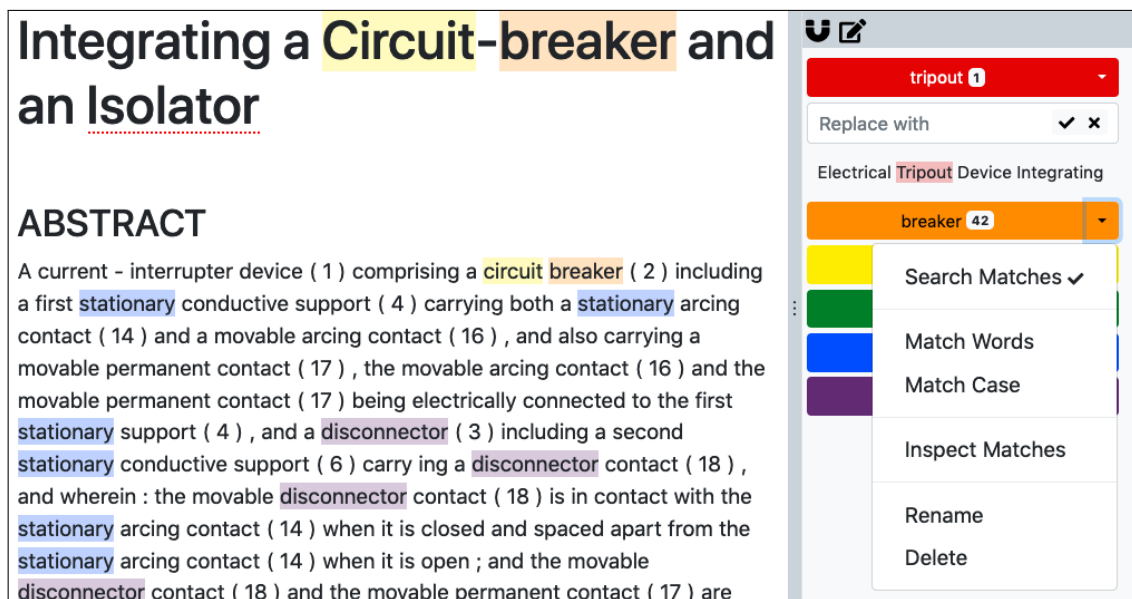 Integrating a Circuit-breaker and
an Isolator
ABSTRACT
A current - interrupter device ( 1 ) comprising a circuit breaker ( 2 ) including
a first stationary conductive support ( 4 ) carrying both a stationary arcing
contact ( 14 ) and a movable arcing contact ( 16 ) , and also carrying a
movable permanent contact ( 17 ) , the movable arcing contact ( 16 ) and the
movable permanent contact ( 17 ) being electrically connected to the first
stationary support ( 4 ) , and a disconnector ( 3 ) including a second
stationary conductive support ( 6 ) carry ing a disconnector contact ( 18 ) ,
and wherein : the movable disconnector contact ( 18 ) is in contact with the
stationary arcing contact ( 14 ) when it is closed and spaced apart from the
stationary arcing contact ( 14 ) when it is open ; and the movable
disconnector contact ( 18 ) and the movable permanent contact ( 17 ) are
tripout 1
Replace with
Electrical Tripout Device Integrating
breaker 42
Search Matches
Match Words
Match Case
Inspect Matches
Rename
Delete